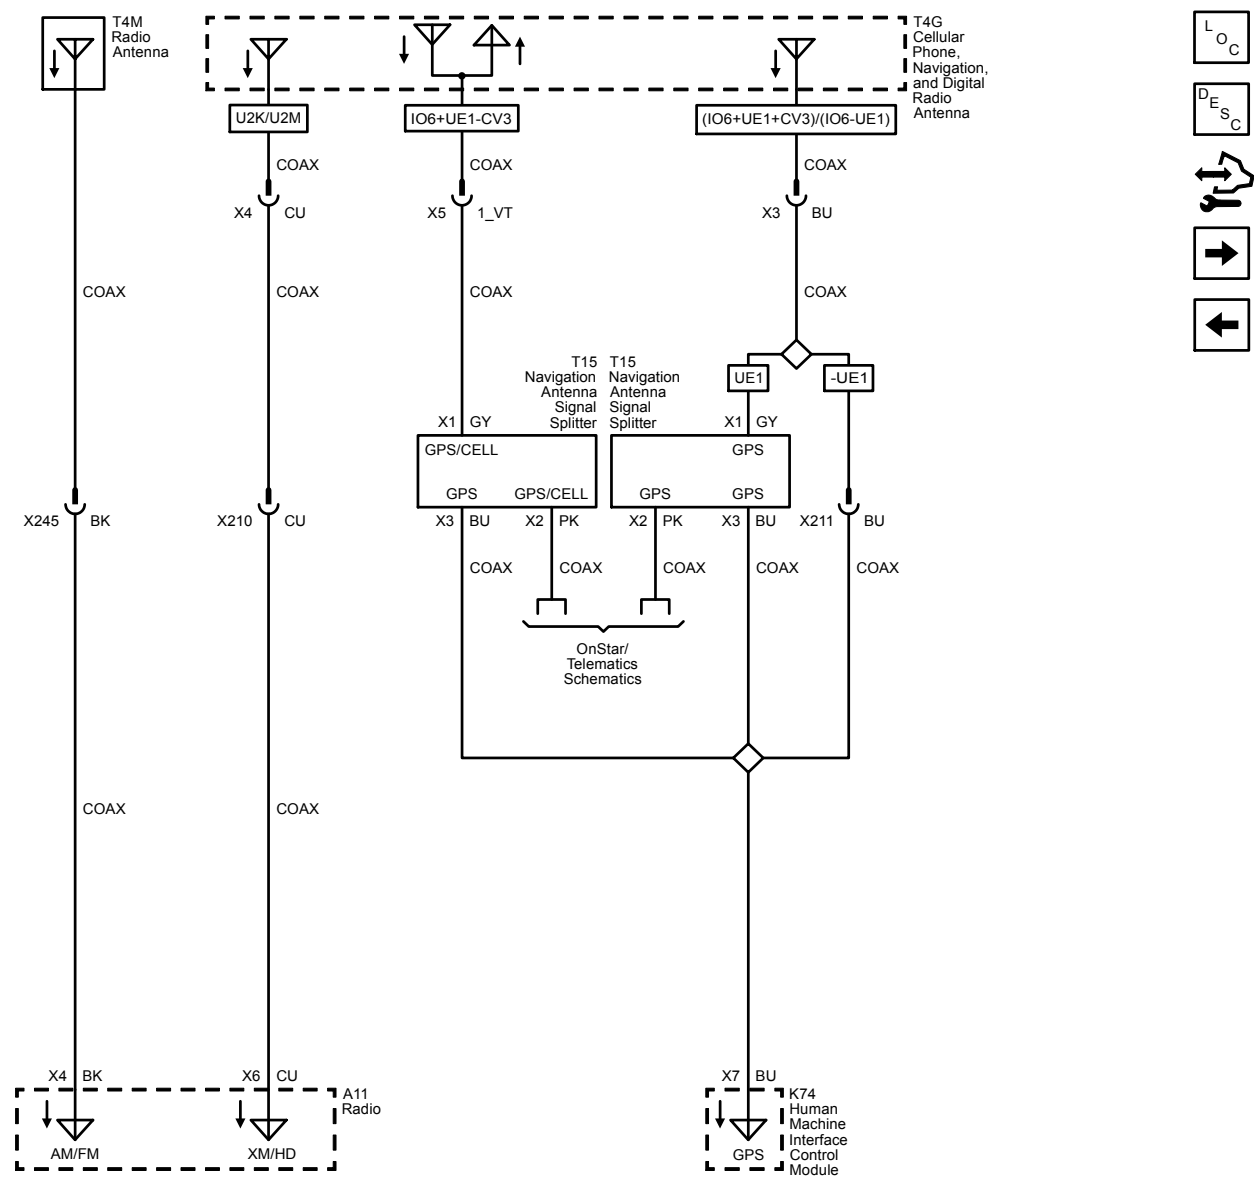 T4M
Radio
Antenna
T4G
Cellular
Phone,
Navigation,
and Digital
Radio
Antenna
LOC
DESC
U2K/U2M
IO6+UE1-CV3
(IO6+UE1+CV3)/(IO6-UE1)
COAX
COAX
COAX
X4 CU
X5 1_VT
X3 BU
COAX
COAX
COAX
COAX
T15
Navigation
Antenna
Signal
Splitter
T15
Navigation
Antenna
Signal
Splitter
UE1
-UE1
X1 GY
X1 GY
GPS/CELL
GPS
GPS
GPS/CELL
GPS
GPS
X245 BK
X210 CU
X3 BU
X2 PK
X2 PK
X3 BU
X211 BU
COAX
COAX
COAX
COAX
COAX
OnStar/
Telematics
Schematics
COAX
COAX
X4 BK
X6 CU
X7 BU
A11
Radio
K74
Human
Machine
Interface
Control
Module
AM/FM
XM/HD
GPS